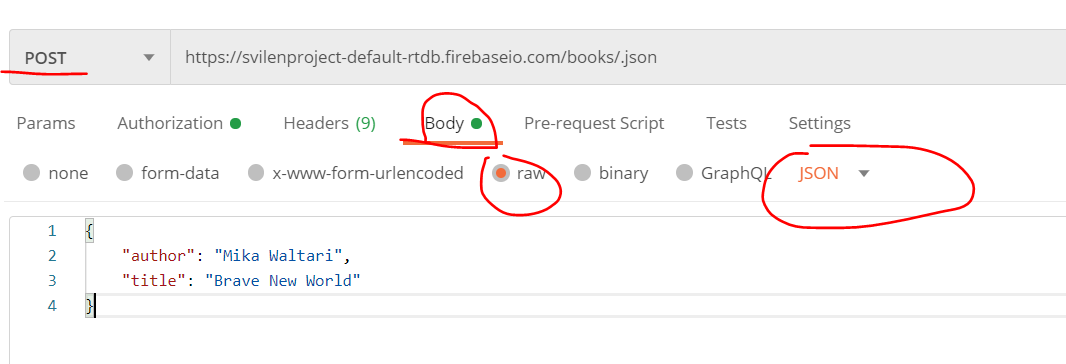 POST https://svilenproject-default-rtdb.firebaseio.com/books/.json
Params Authorization Headers (9) Body Pre-request Script Tests Settings
none form-data x-www-form-urlencoded raw binary GraphQL JSON
1 {
2 "author": "Mika Waltari",
3 "title": "Brave New World"
4 }